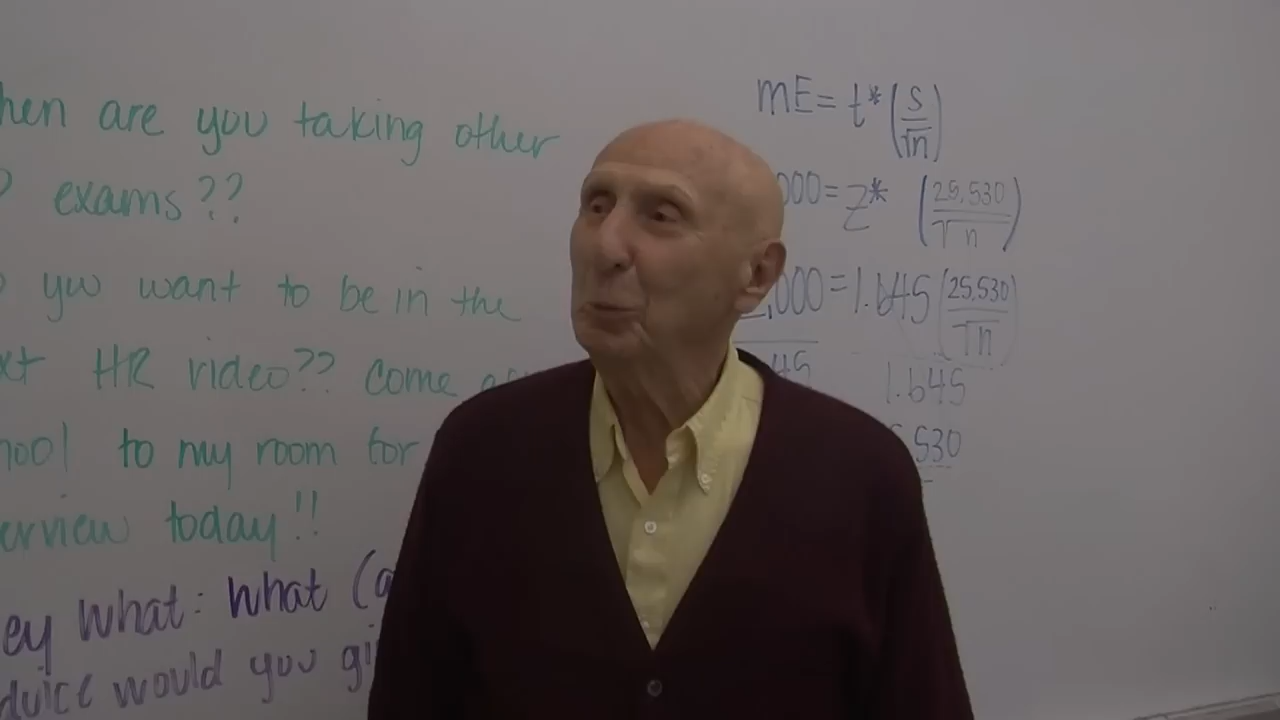 hen are you taking other
exams??
yw want to be in the
xt HR video?? come
hool to my room for
erview today!!
ey what: what (a
dvice would you gi
mE= t* (s/√n)
000= z* (25,530/√n)
,000=1.645 (25,530/√n)
45 1.645
.530